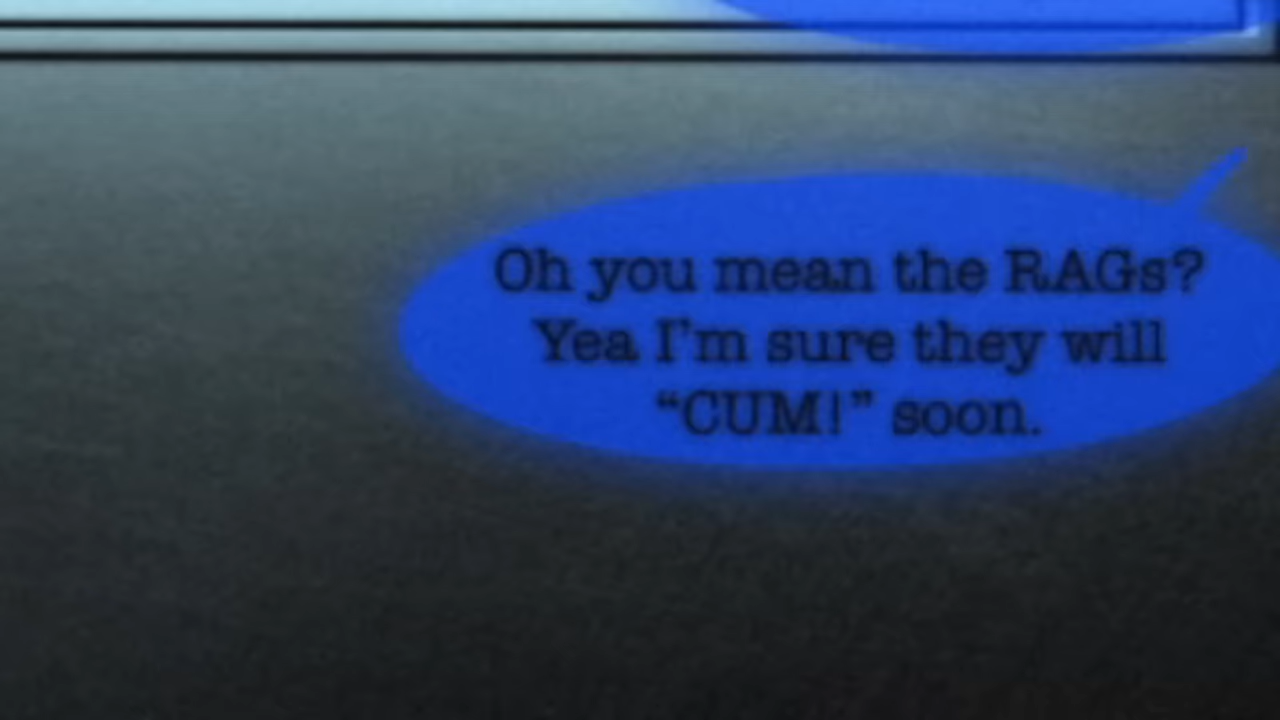 Oh you mean the RAGs?
Yea I'm sure they will
“CUM!” soon.